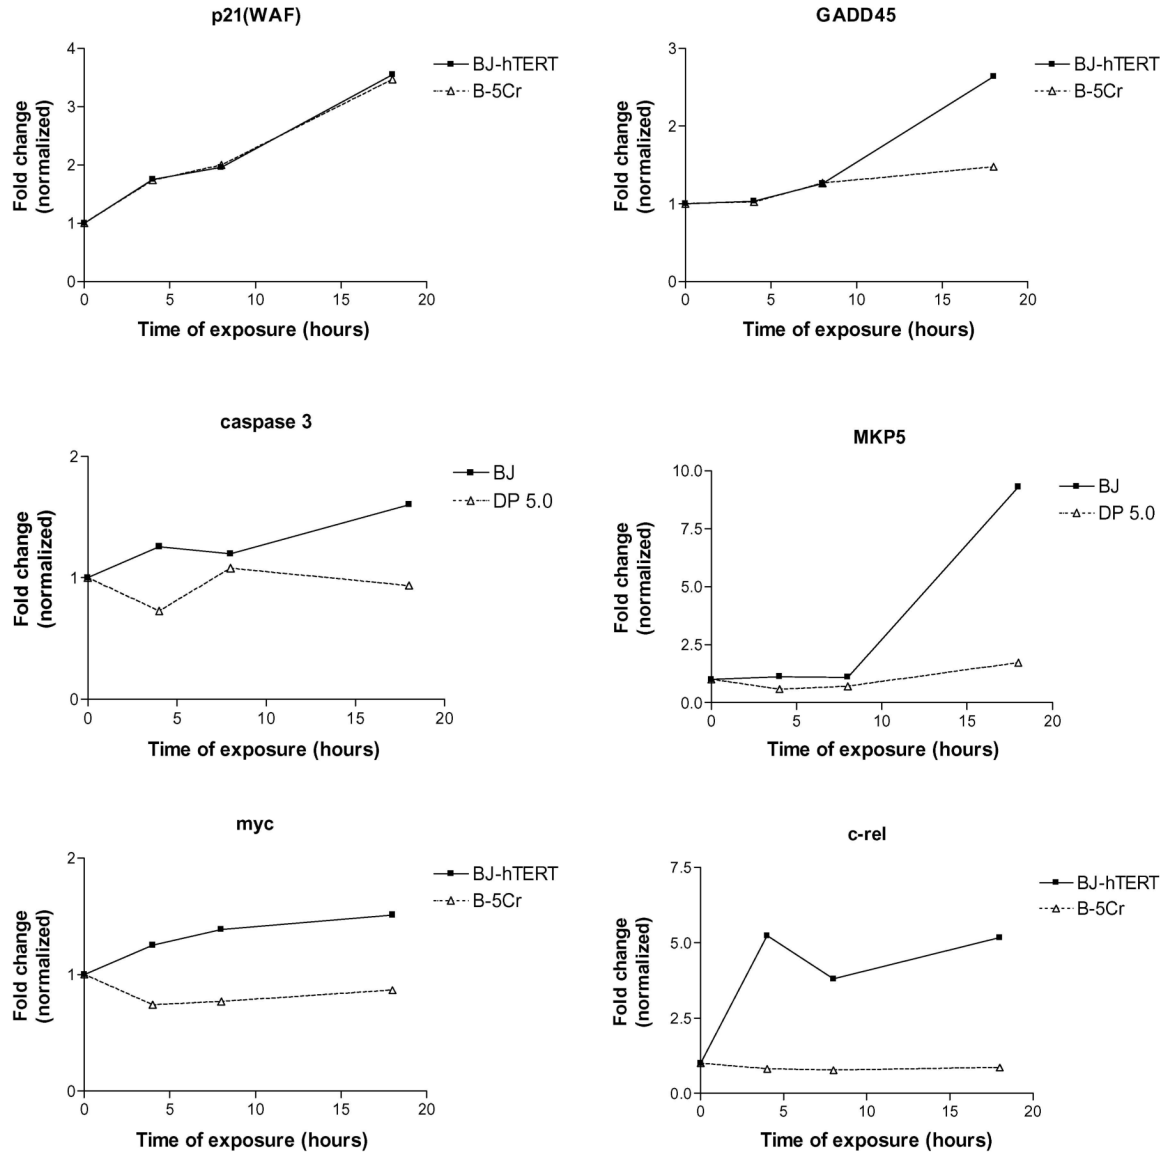 p21(WAF)
4
3
2
1
0
Fold change
(normalized)
0 5 10 15 20
Time of exposure (hours)
BJ-hTERT
B-5Cr
GADD45
3
2
1
0
Fold change
(normalized)
0 5 10 15 20
Time of exposure (hours)
BJ-hTERT
B-5Cr
caspase 3
2
1
0
Fold change
(normalized)
0 5 10 15 20
Time of exposure (hours)
BJ
DP 5.0
MKP5
10.0
7.5
5.0
2.5
0.0
Fold change
(normalized)
0 5 10 15 20
Time of exposure (hours)
BJ
DP 5.0
myc
2
1
0
Fold change
(normalized)
0 5 10 15 20
Time of exposure (hours)
BJ-hTERT
B-5Cr
c-rel
7.5
5.0
2.5
0.0
Fold change
(normalized)
0 5 10 15 20
Time of exposure (hours)
BJ-hTERT
B-5Cr